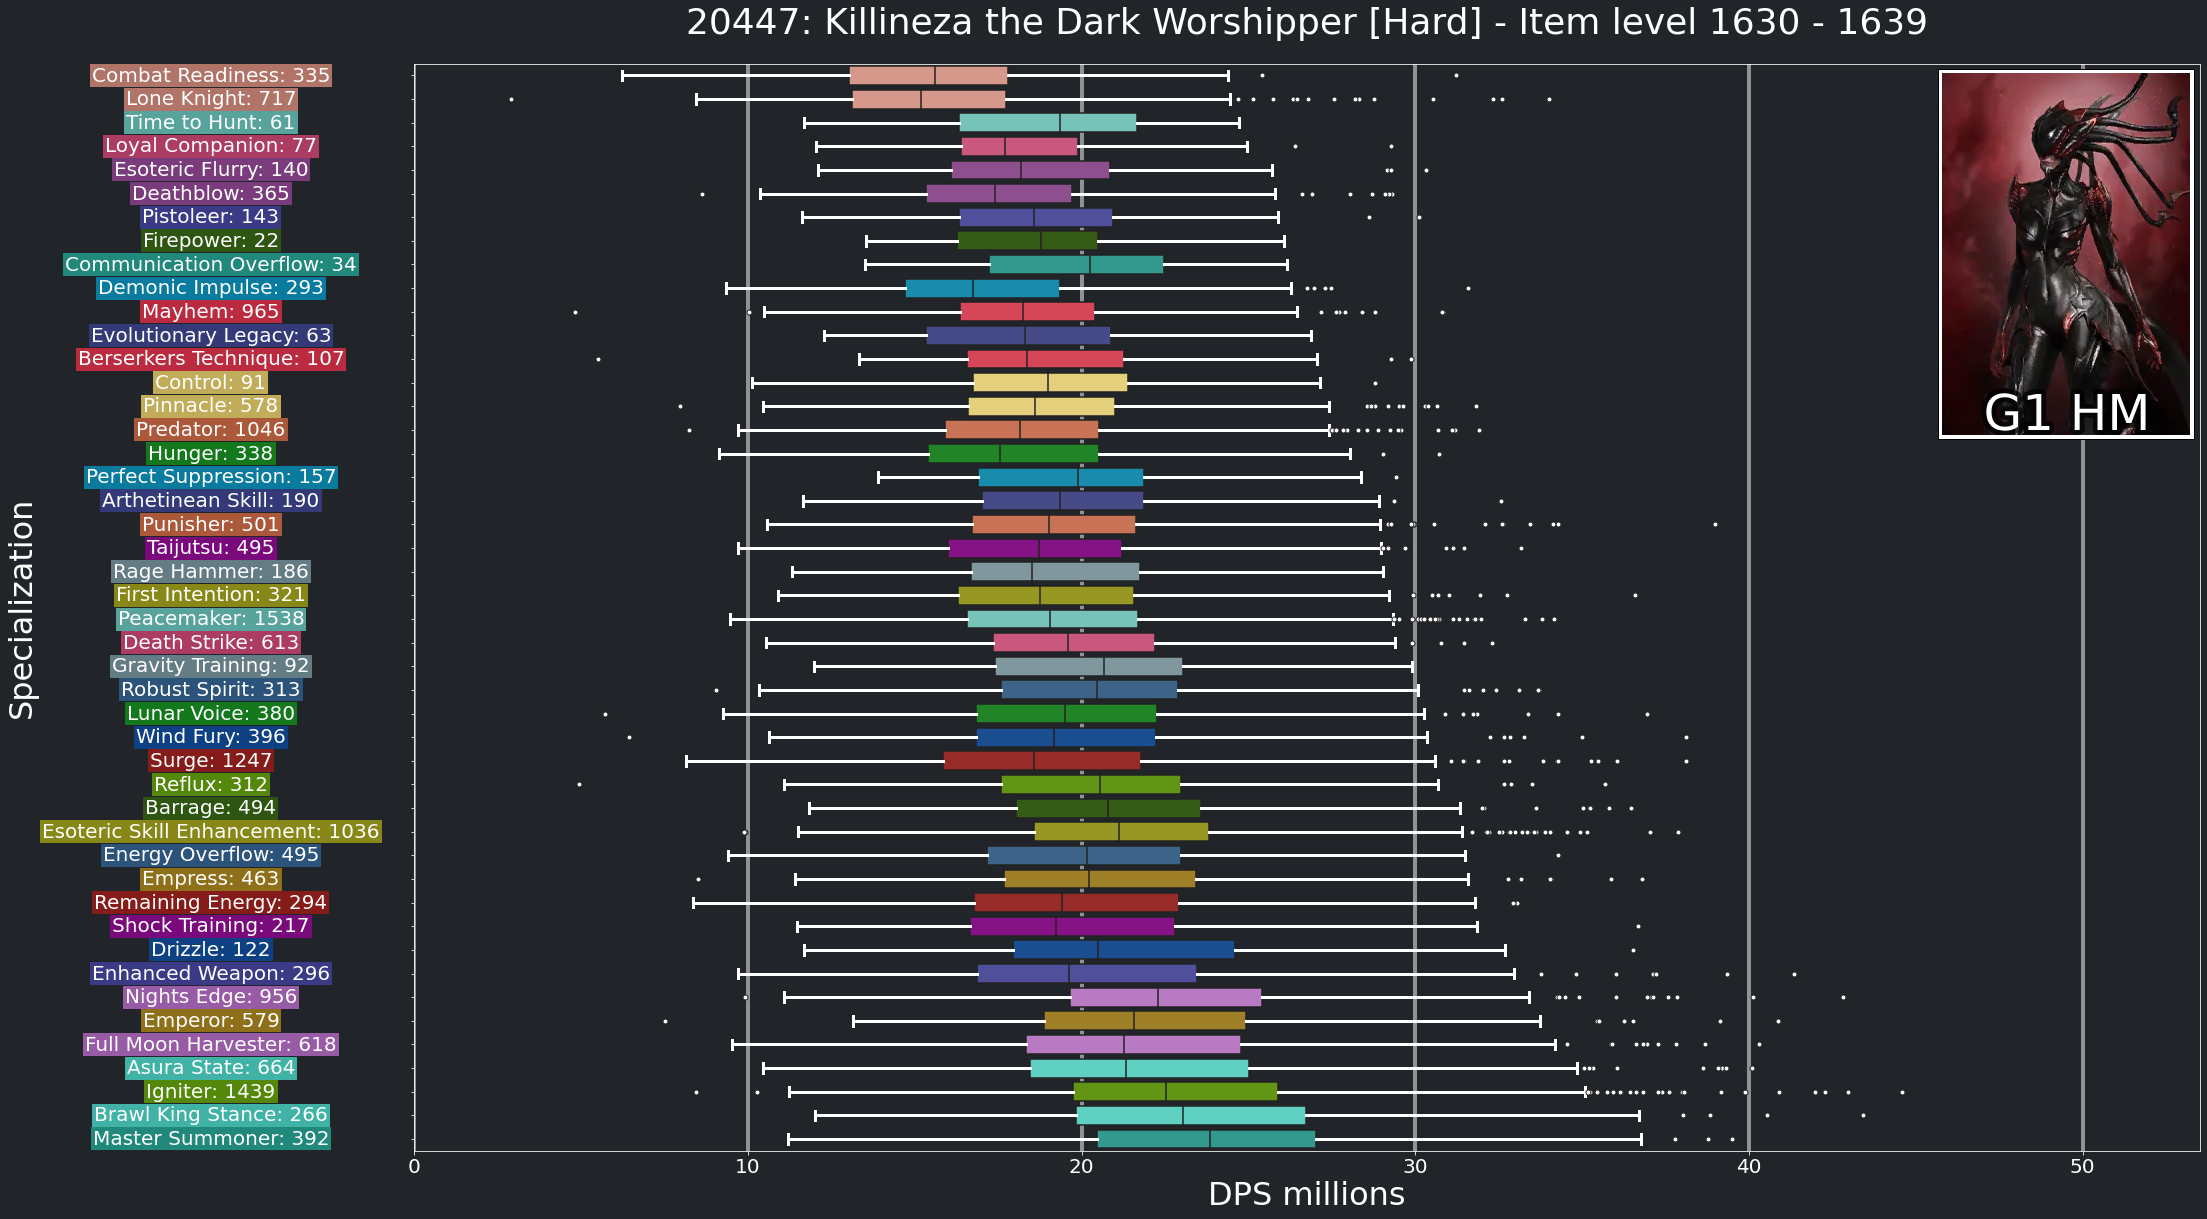 20447: Killineza the Dark Worshipper [Hard] - Item level 1630 - 1639
Specialization
Combat Readiness: 335
Lone Knight: 717
Time to Hunt: 61
Loyal Companion: 77
Esoteric Flurry: 140
Deathblow: 365
Pistoleer: 143
Firepower: 22
Communication Overflow: 34
Demonic Impulse: 293
Mayhem: 965
Evolutionary Legacy: 63
Berserkers Technique: 107
Control: 91
Pinnacle: 578
Predator: 1046
Hunger: 338
Perfect Suppression: 157
Arthetinean Skill: 190
Punisher: 501
Taijutsu: 495
Rage Hammer: 186
First Intention: 321
Peacemaker: 1538
Death Strike: 613
Gravity Training: 92
Robust Spirit: 313
Lunar Voice: 380
Wind Fury: 396
Surge: 1247
Reflux: 312
Barrage: 494
Esoteric Skill Enhancement: 1036
Energy Overflow: 495
Empress: 463
Remaining Energy: 294
Shock Training: 217
Drizzle: 122
Enhanced Weapon: 296
Nights Edge: 956
Emperor: 579
Full Moon Harvester: 618
Asura State: 664
Igniter: 1439
Brawl King Stance: 266
Master Summoner: 392
G1 HM
0 10 20 30 40 50
DPS millions